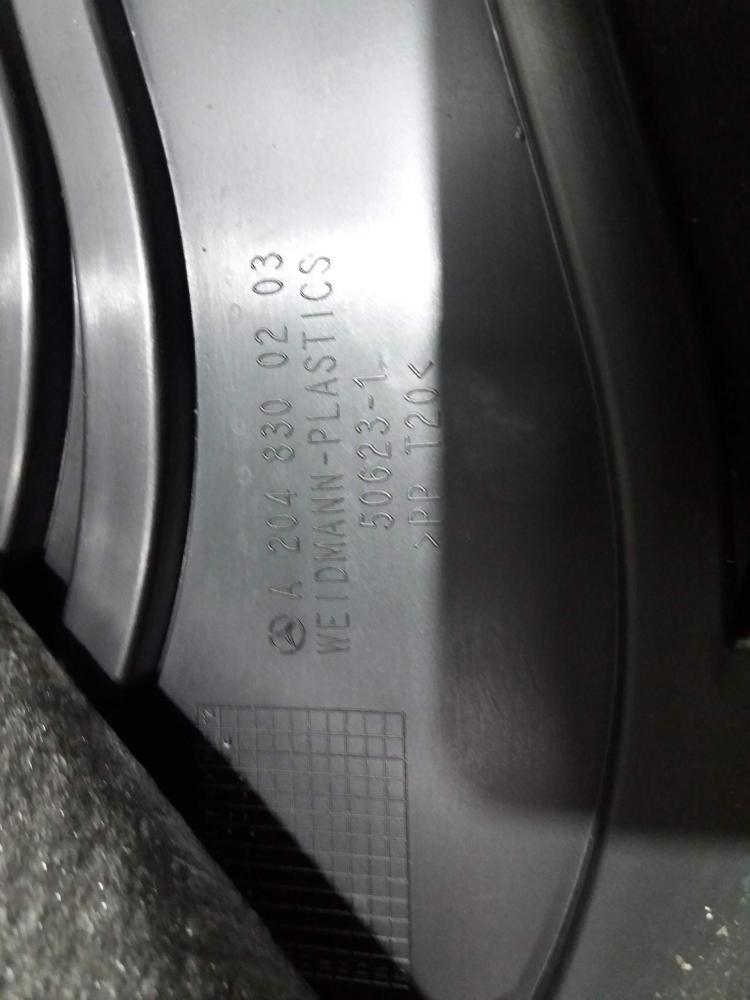 A 204 830 02 03
WEIDMANN-PLASTICS
50623-1
>PP T20<